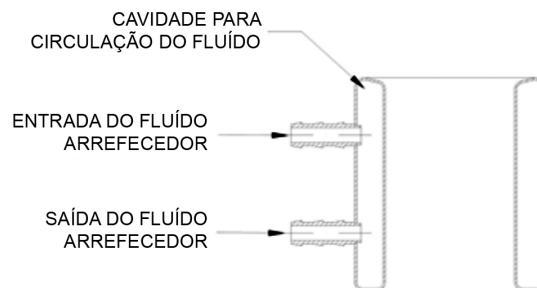 CAVIDADE PARA
CIRCULAÇÃO DO FLUÍDO
ENTRADA DO FLUÍDO
ARREFECEDOR
SAÍDA DO FLUÍDO
ARREFECEDOR